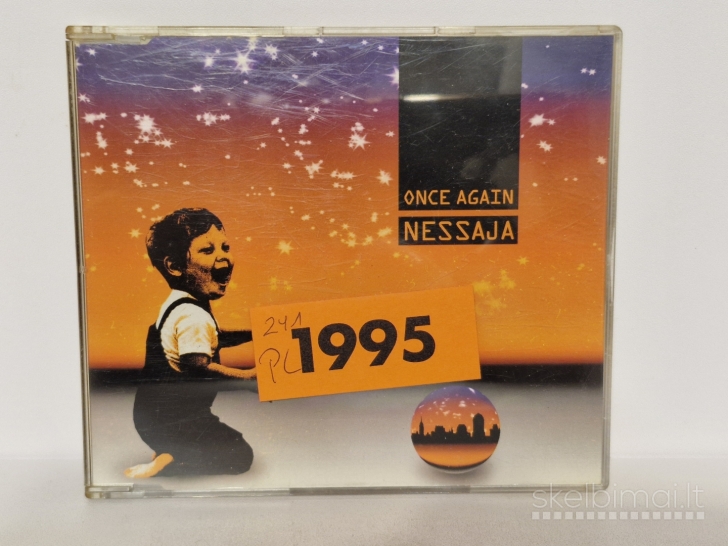 ONCE AGAIN
NESSAJA
241
PL
1995
skelbimai.lt